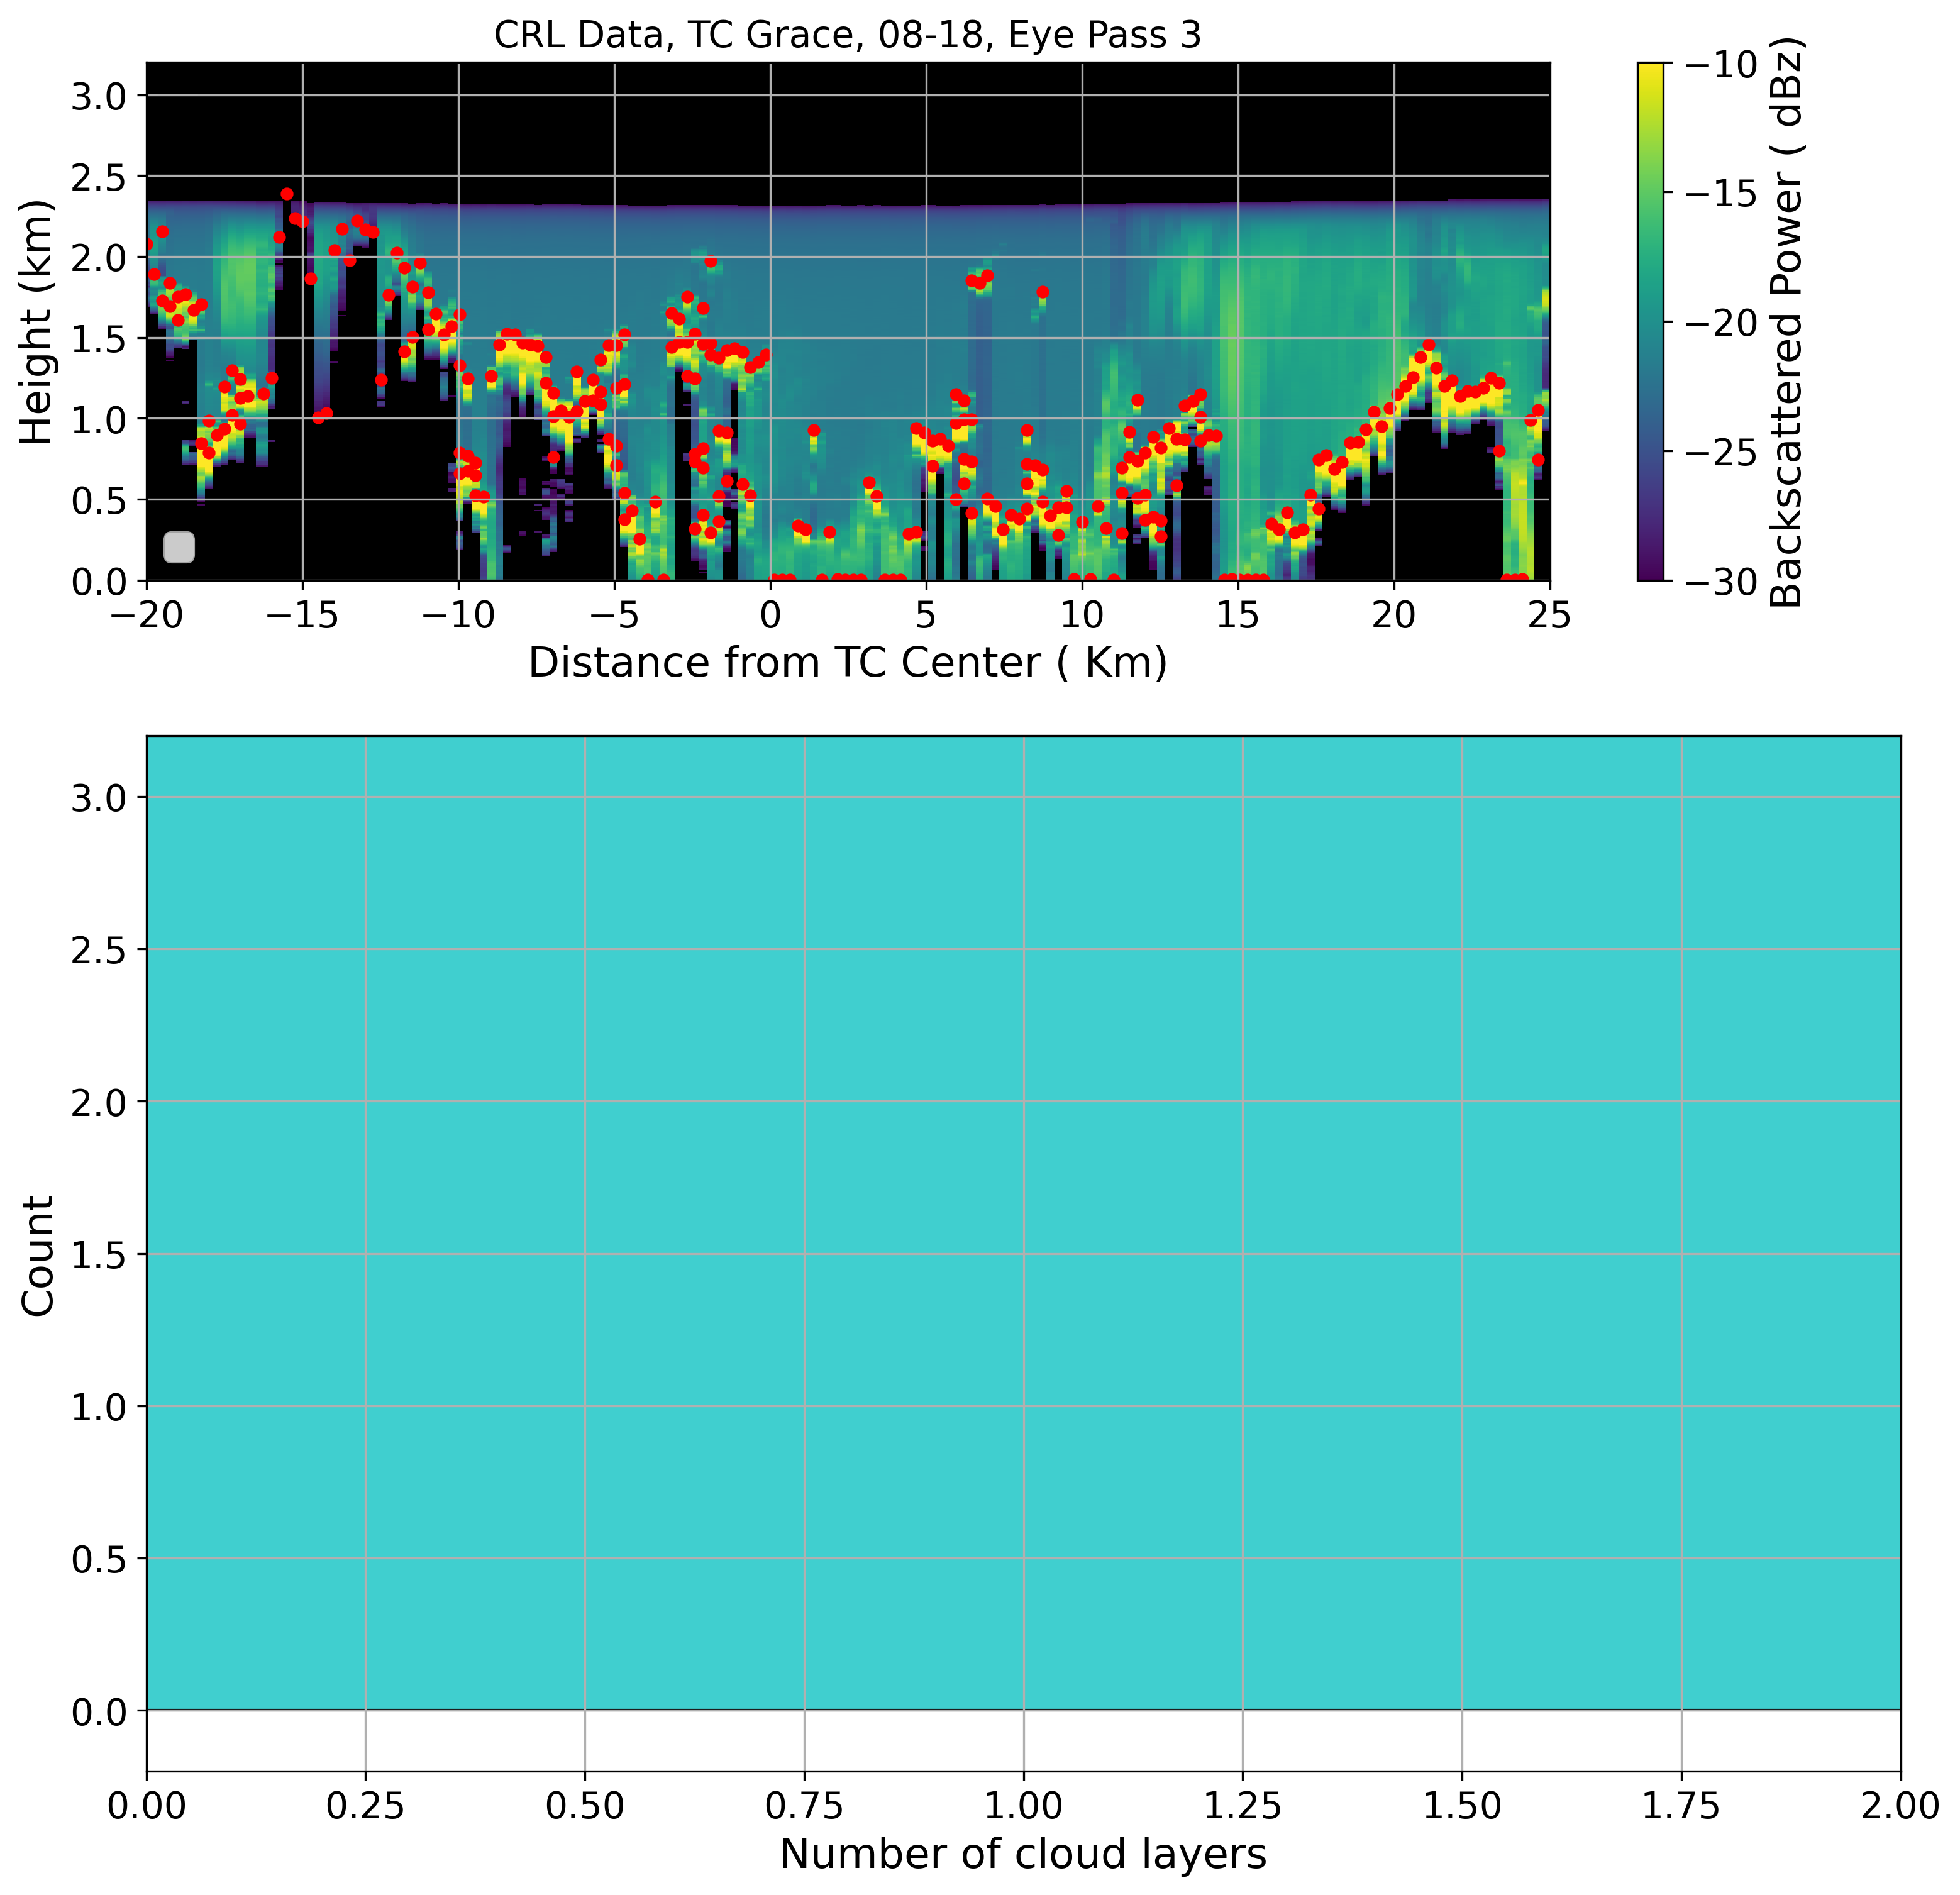 CRL Data, TC Grace, 08-18, Eye Pass 3
3.0
2.5
2.0
1.5
1.0
0.5
0.0
Height (km)
−20 −15 −10 −5 0 5 10 15 20 25
Distance from TC Center ( Km)
−10
−15
−20
−25
−30
Backscattered Power ( dBz)
3.0
2.5
2.0
1.5
1.0
0.5
0.0
Count
0.00 0.25 0.50 0.75 1.00 1.25 1.50 1.75 2.00
Number of cloud layers